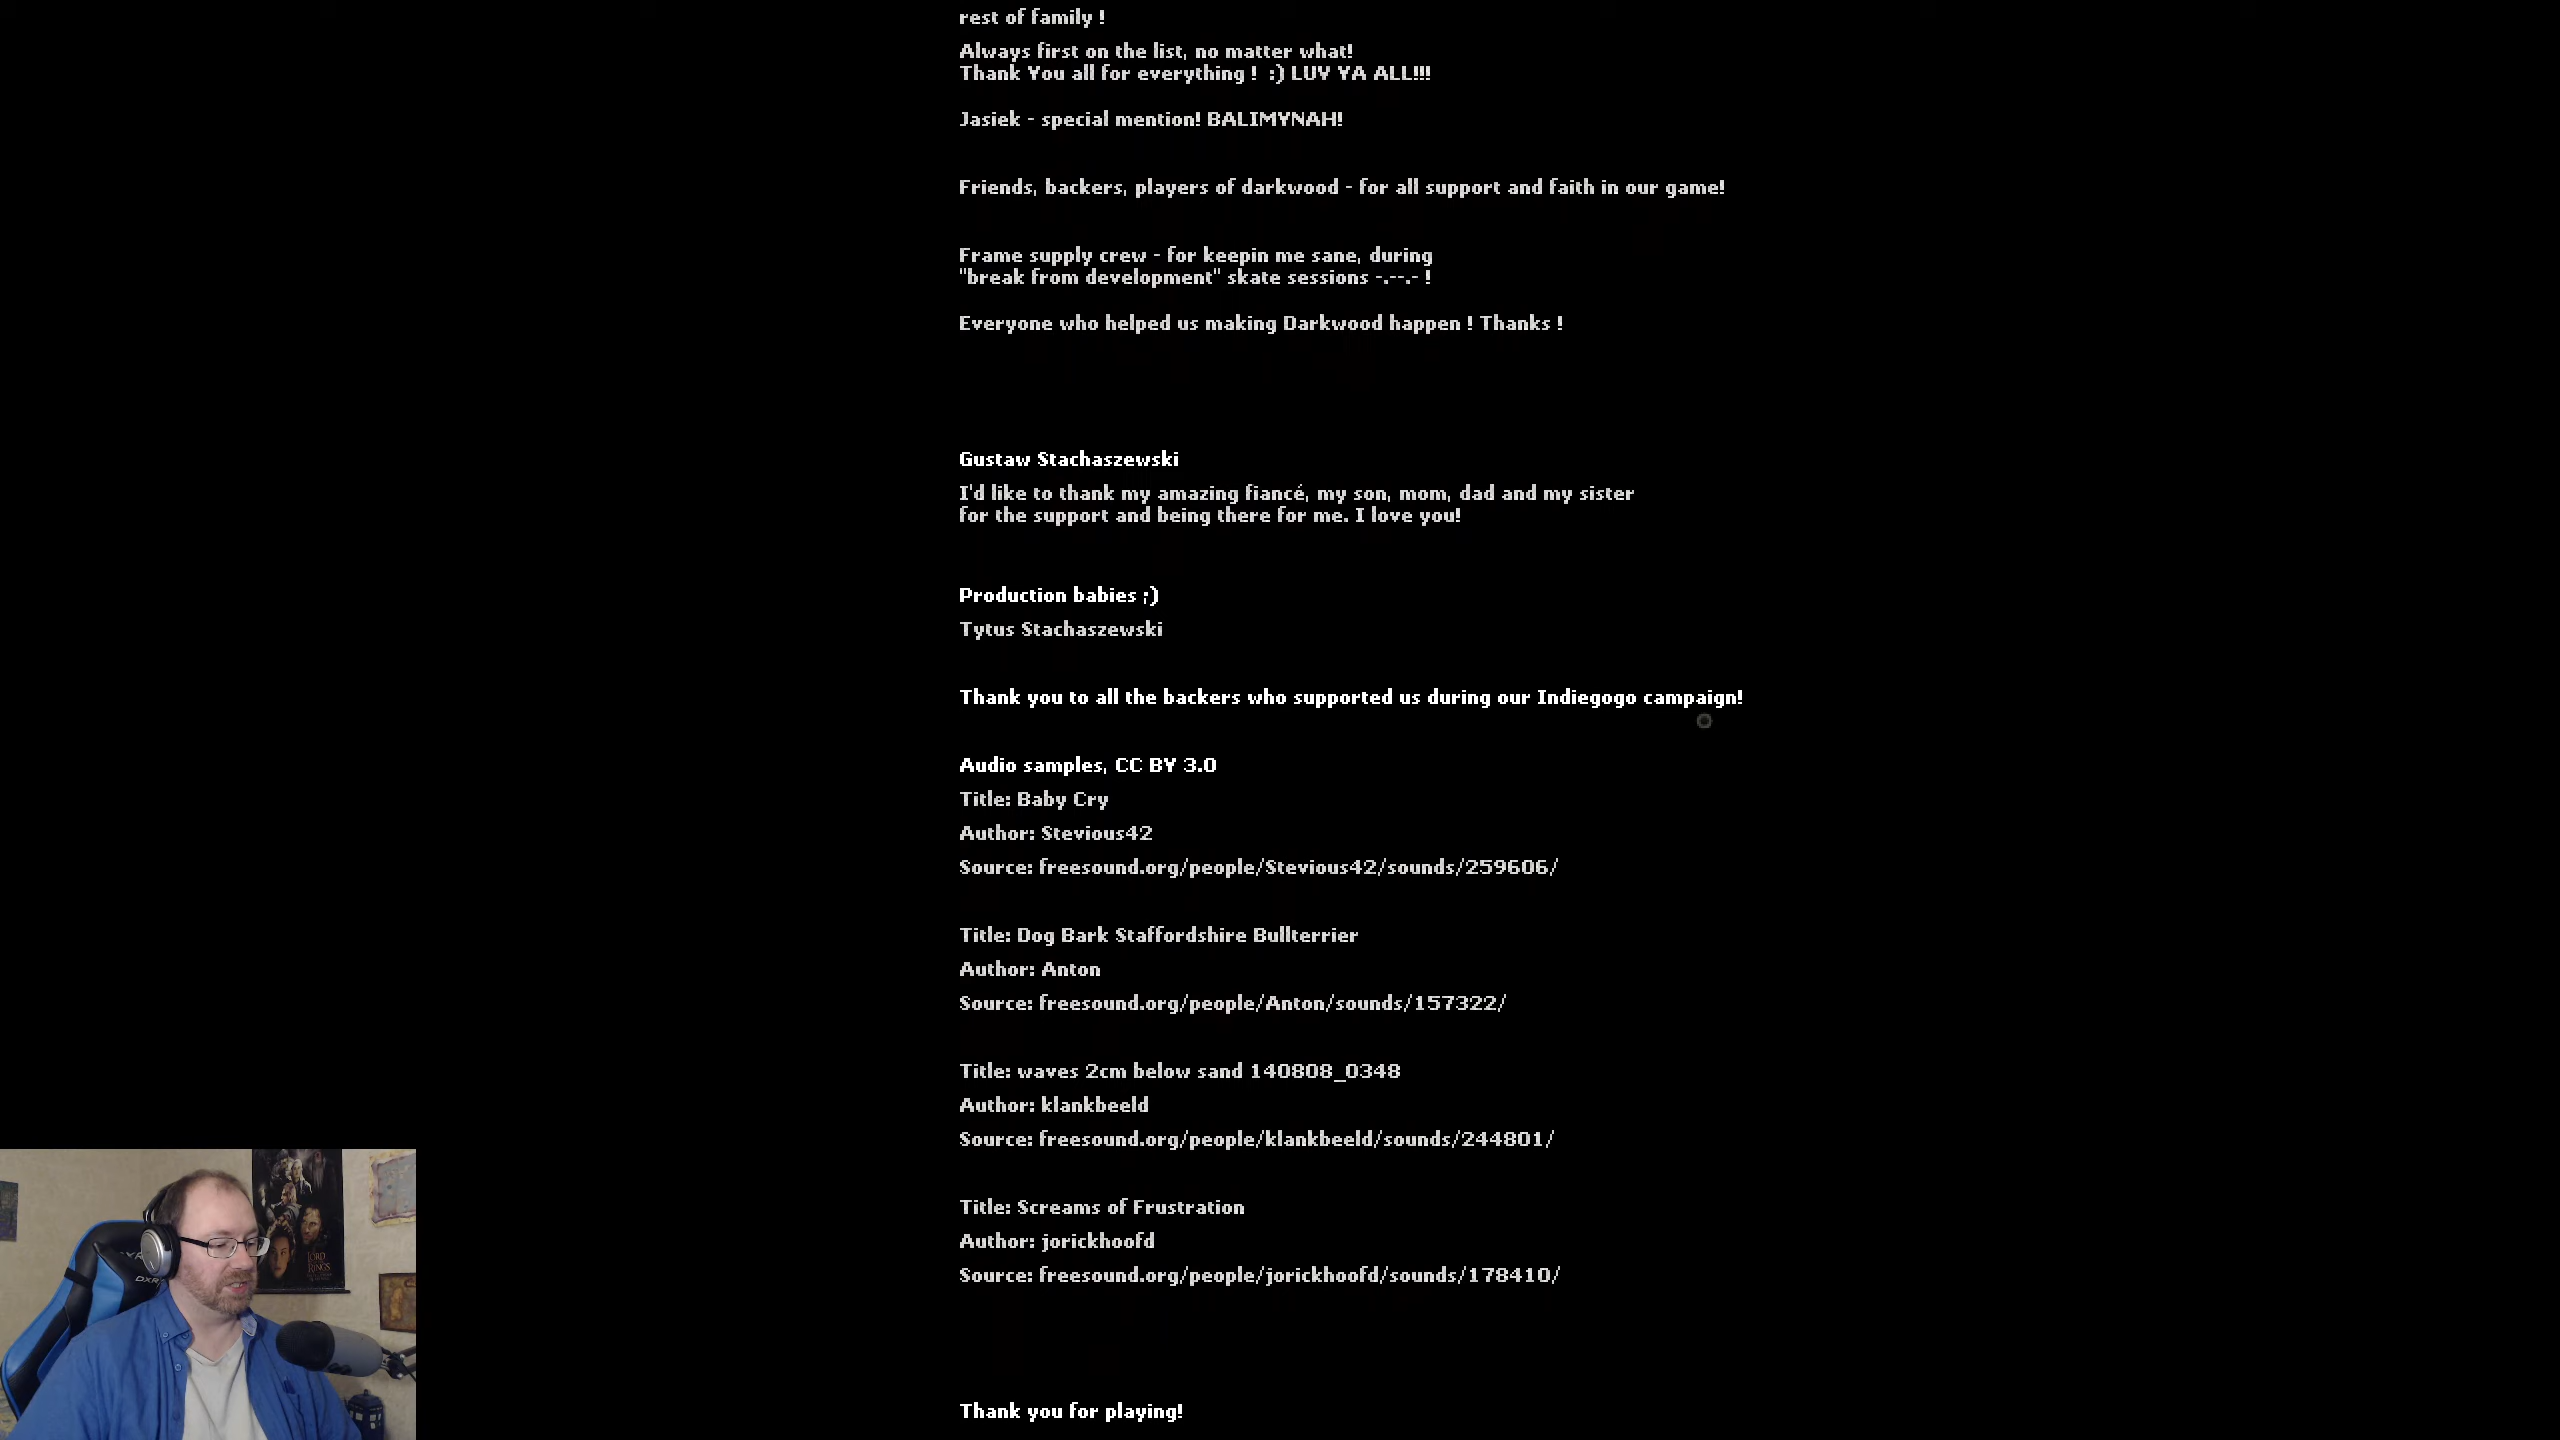 rest of family !
Always first on the list, no matter what!
Thank You all for everything !  :) LUV YA ALL!!!
Jasiek - special mention! BALIMYNAH!
Friends, backers, players of darkwood - for all support and faith in our game!
Frame supply crew - for keepin me sane, during
"break from development" skate sessions -.--.- !
Everyone who helped us making Darkwood happen ! Thanks !
Gustaw Stachaszewski
I'd like to thank my amazing fiancé, my son, mom, dad and my sister
for the support and being there for me. I love you!
Production babies ;)
Tytus Stachaszewski
Thank you to all the backers who supported us during our Indiegogo campaign!
Audio samples, CC BY 3.0
Title: Baby Cry
Author: Stevious42
Source: freesound.org/people/Stevious42/sounds/259606/
Title: Dog Bark Staffordshire Bullterrier
Author: Anton
Source: freesound.org/people/Anton/sounds/157322/
Title: waves 2cm below sand 140808_0348
Author: klankbeeld
Source: freesound.org/people/klankbeeld/sounds/244801/
Title: Screams of Frustration
Author: jorickhoofd
Source: freesound.org/people/jorickhoofd/sounds/178410/
Thank you for playing!
LORD
OF THE
RINGS